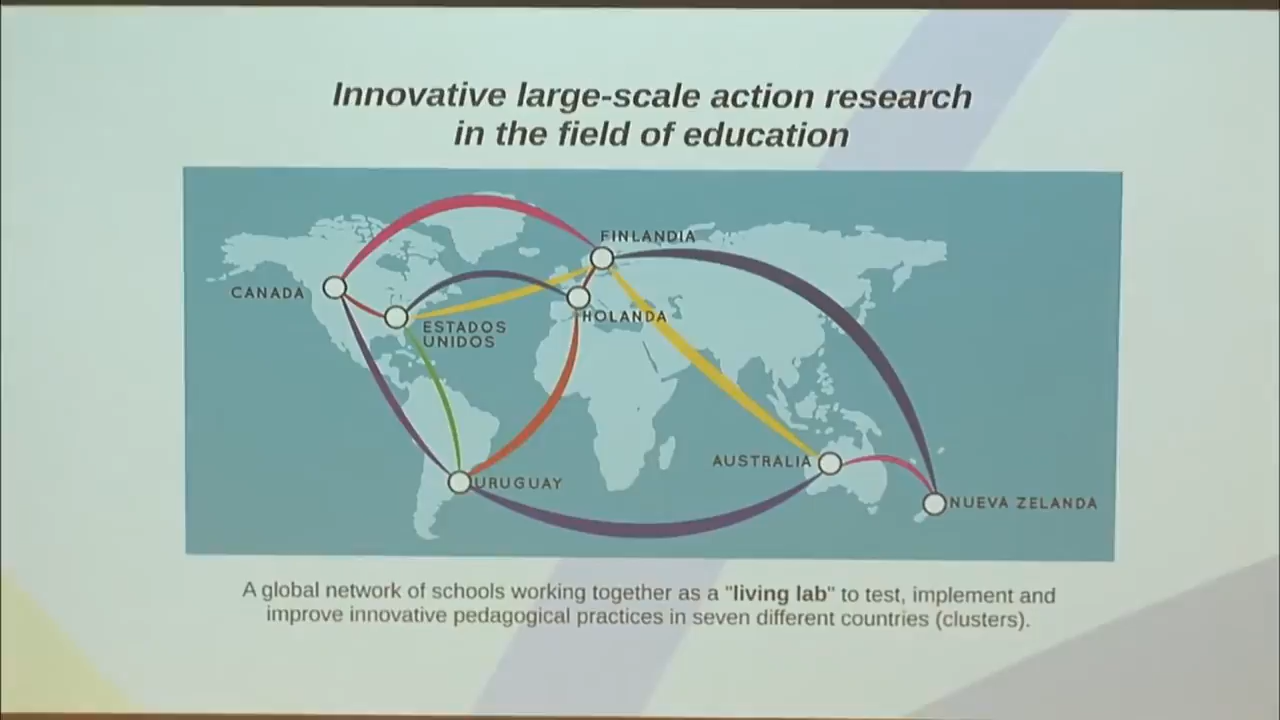 Innovative large-scale action research
in the field of education
FINLANDIA
CANADA
HOLANDA
ESTADOS
UNIDOS
AUSTRALIA
URUGUAY
NUEVA ZELANDA
A global network of schools working together as a "living lab" to test, implement and
improve innovative pedagogical practices in seven different countries (clusters).